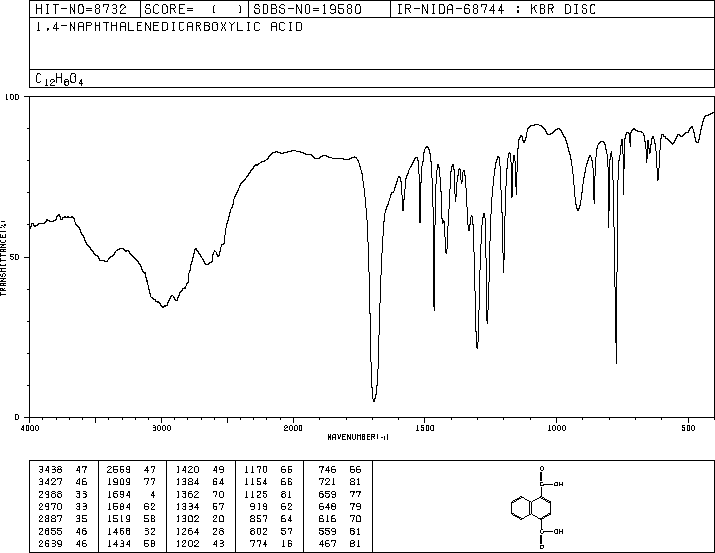 HIT-NO=8732 SCORE= ( ) SDBS-NO=19580 IR-NIDA-68744 : KBR DISC
1,4-NAPHTHALENEDICARBOXYLIC ACID
C12H8O4
100
TRANSMITTANCE(%)
50
0
4000 3000 2000 1500 1000 500
WAVENUMBER(-1)
3438 47 2569 47 1420 49 1170 66 746 66
3427 46 1909 77 1384 64 1154 66 721 81
2988 33 1694 4 1362 70 1125 81 659 77
2970 33 1584 62 1334 57 919 62 648 79
2887 35 1519 58 1302 20 857 64 616 70
2655 46 1468 32 1264 28 802 57 559 81
2639 46 1434 58 1202 43 774 16 467 81
O
C OH
C OH
O